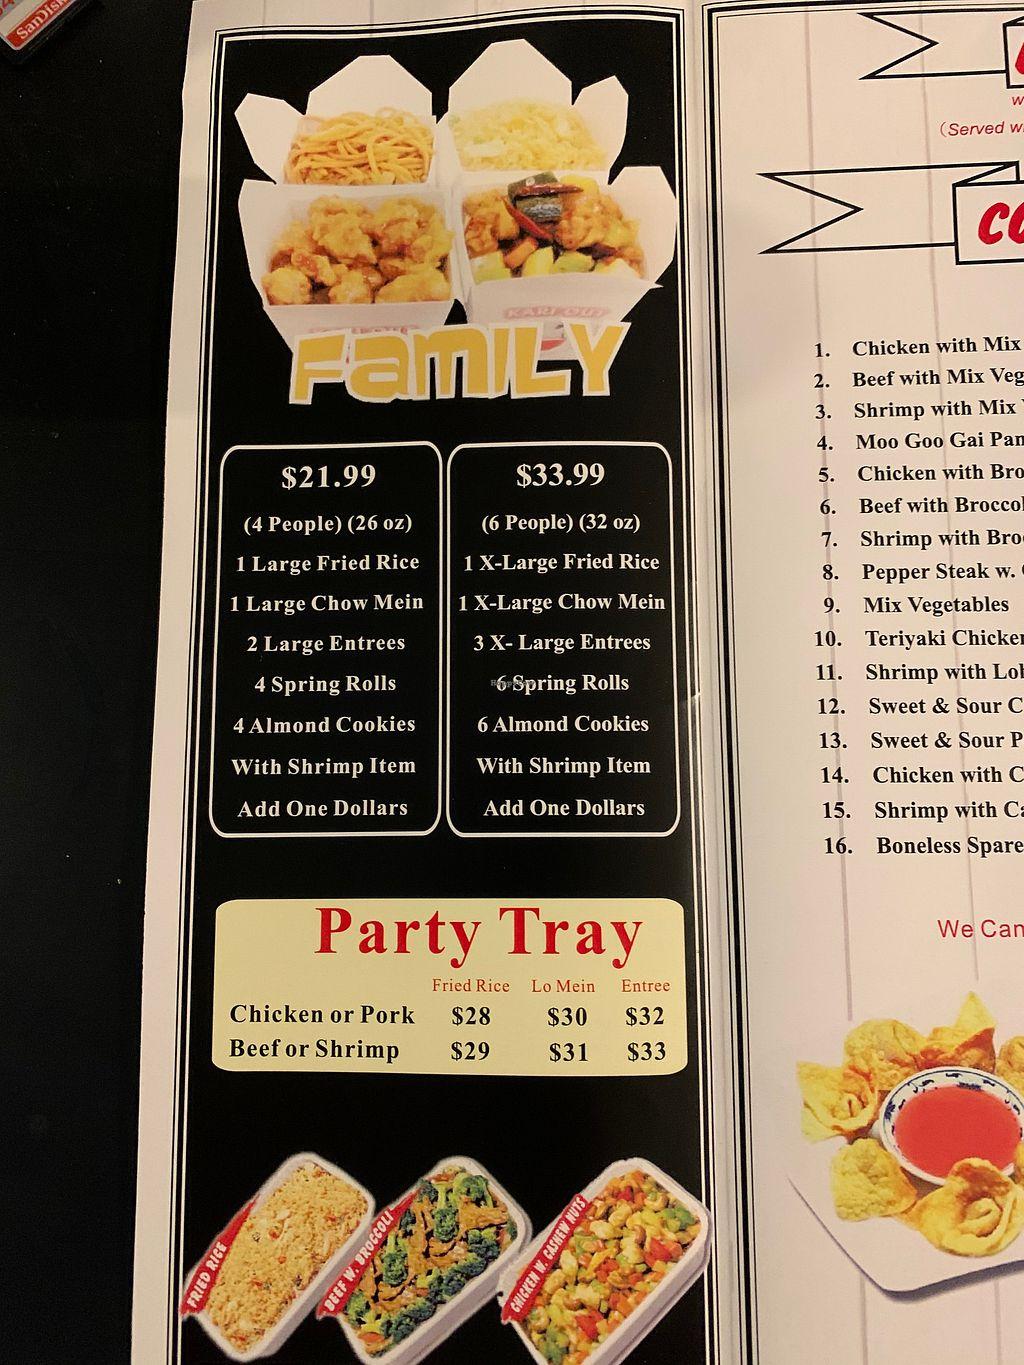 SanDisk
KARI-OUT
FAMILY
$21.99
(4 People) (26 oz)
1 Large Fried Rice
1 Large Chow Mein
2 Large Entrees
4 Spring Rolls
4 Almond Cookies
With Shrimp Item
Add One Dollars
$33.99
(6 People) (32 oz)
1 X-Large Fried Rice
1 X-Large Chow Mein
3 X- Large Entrees
6 Spring Rolls
6 Almond Cookies
With Shrimp Item
Add One Dollars
Party Tray
Fried Rice Lo Mein Entree
Chicken or Pork $28 $30 $32
Beef or Shrimp $29 $31 $33
FRIED RICE
BEEF W. BROCCOLI
CHICKEN W. CASHEW NUTS
(Served w
CO
1. Chicken with Mix
2. Beef with Mix Veg
3. Shrimp with Mix
4. Moo Goo Gai Pan
5. Chicken with Bro
6. Beef with Broccol
7. Shrimp with Bro
8. Pepper Steak w.
9. Mix Vegetables
10. Teriyaki Chicken
11. Shrimp with Lob
12. Sweet & Sour C
13. Sweet & Sour P
14. Chicken with C
15. Shrimp with Ca
16. Boneless Spare
We Can